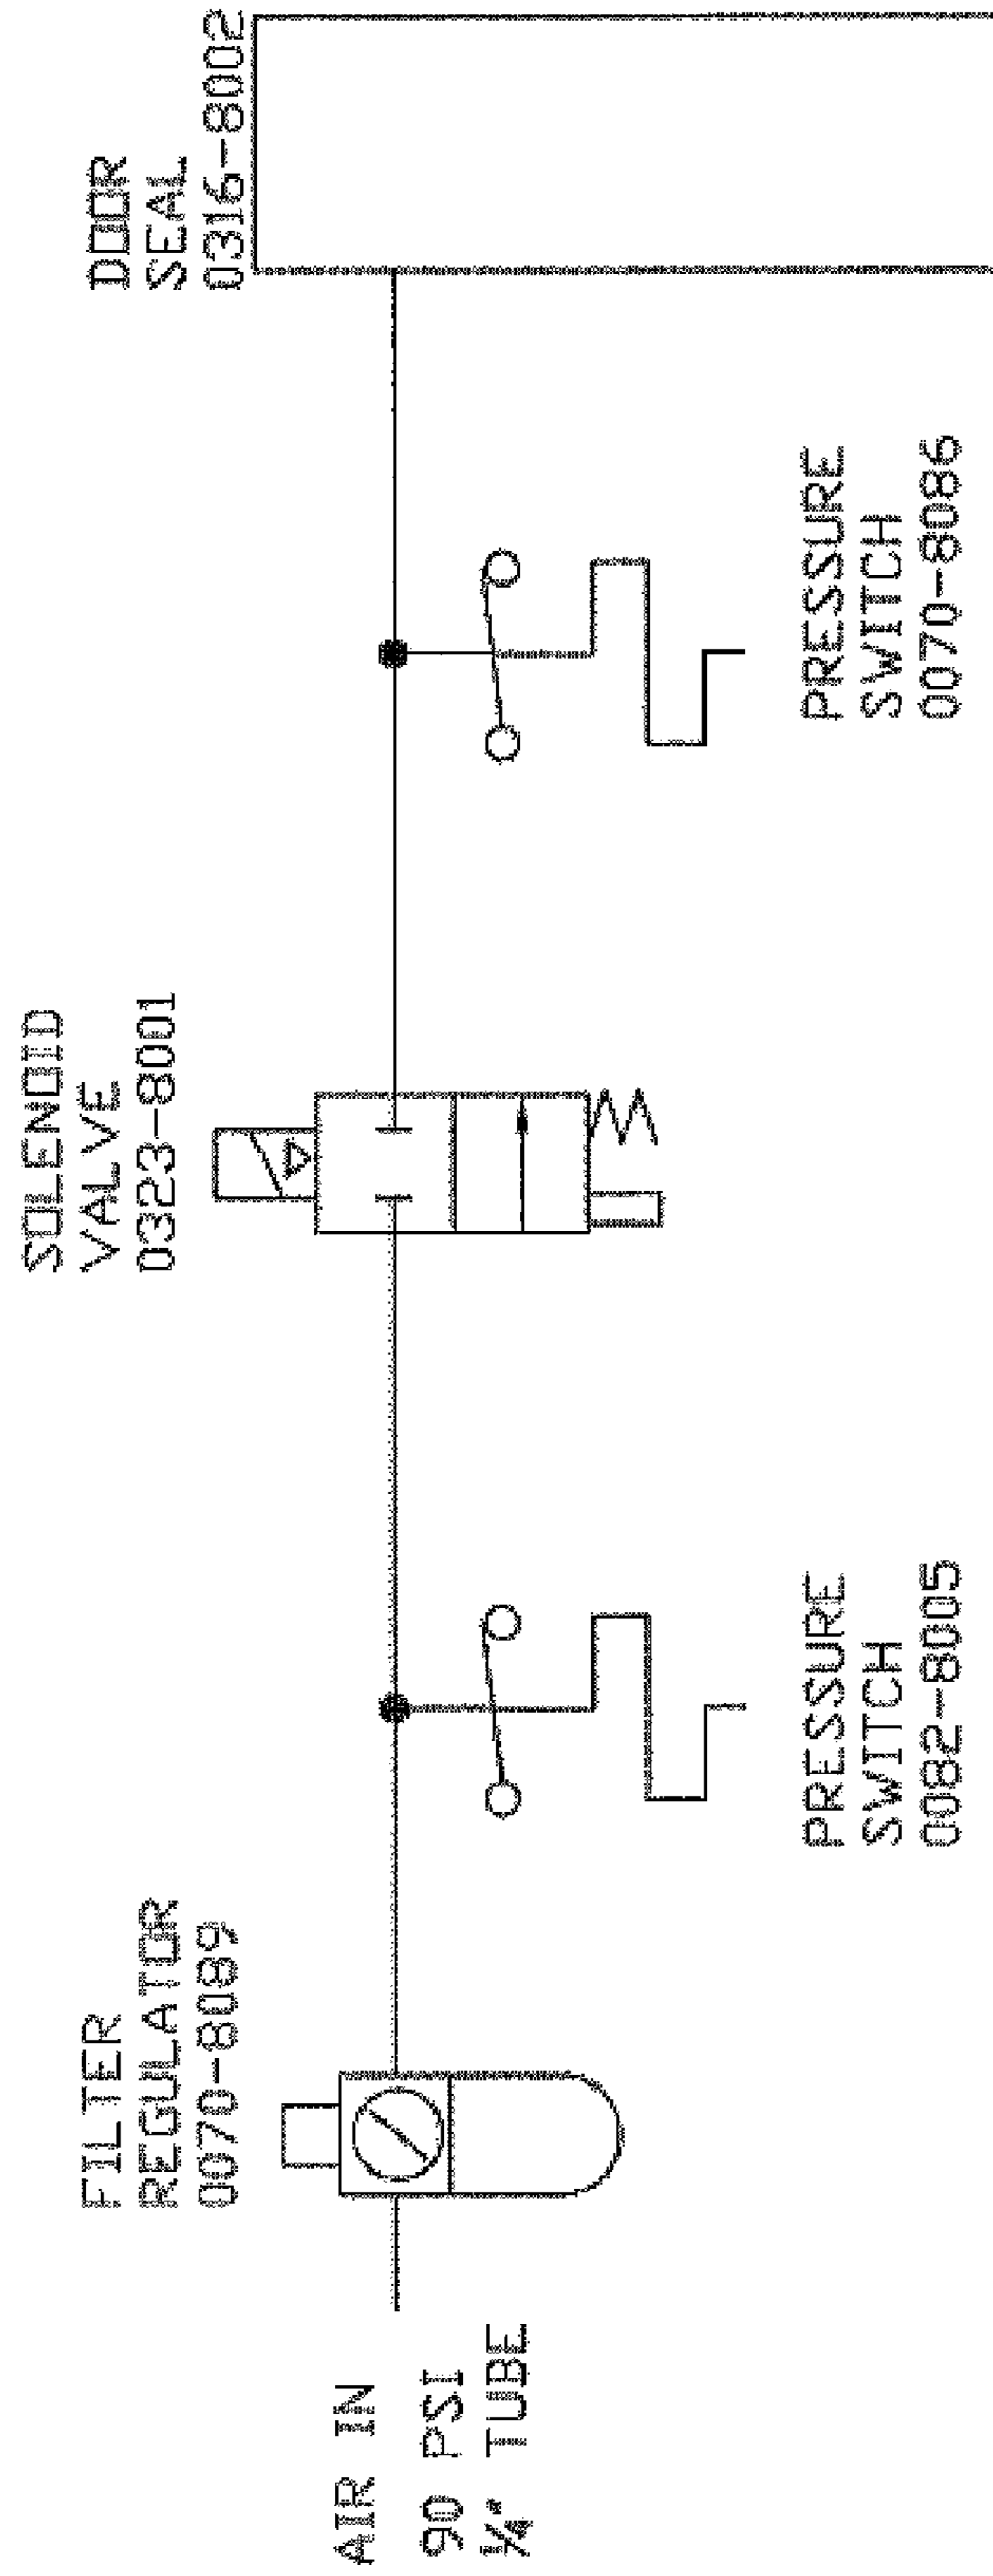 AIR IN
90 PSI
1/4" TUBE
FILTER
REGULATOR
0070-8089
PRESSURE
SWITCH
0082-8005
SOLENOID
VALVE
0323-8001
PRESSURE
SWITCH
0070-8086
DOOR
SEAL
0316-8002